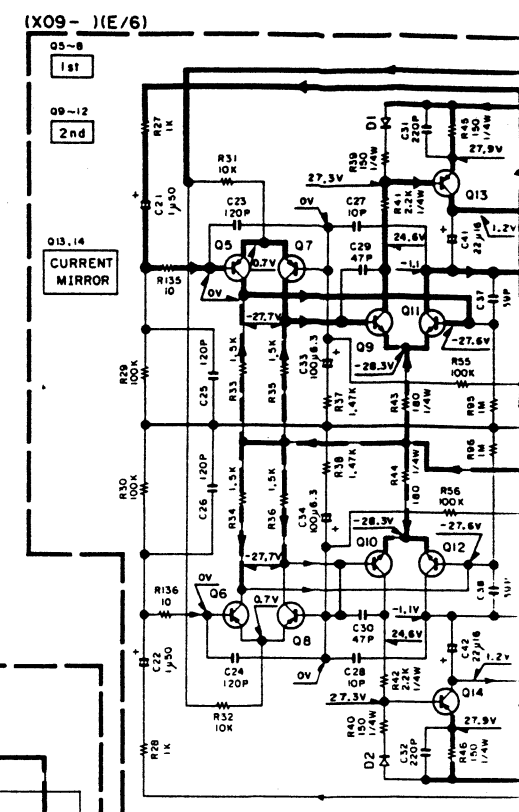 (X09- )(E/6)
Q5~8
1st
Q9~12
2nd
Q13,14
CURRENT
MIRROR
R27
1K
C21
1μ50
R31
10K
C23
120P
R135
10
0V
Q5
Q7
0.7V
-27.7V
0V
C27
10P
C29
47P
D1
R39
150
1/4W
27.3V
R41
2.2K
1/4W
24.6V
-1.1
C31
220P
R45
150
1/4W
27.9V
Q13
1.2V
C41
22μ16
C37
Q11
Q9
-27.6V
-28.3V
R29
100K
120P
C25
1.5K
R33
1.5K
R35
C33
100μ6.3
R37
1.47K
R43
180
1/4W
R55
100K
R95
1M
R30
100K
120P
C26
1.5K
R34
1.5K
R36
R38
1.47K
C34
100μ6.3
1/4W
R44
180
R96
1M
R56
100K
-28.3V
-27.6V
-27.7V
Q10
Q12
C38
R136
10
0V
Q6
0.7V
Q8
C30
47P
-1.1V
24.6V
C22
1μ50
C24
120P
0V
C28
10P
R42
2.2K
1/4W
C42
22μ16
1.2V
27.3V
Q14
R32
10K
R28
1K
R40
150
1/4W
D2
C32
220P
R46
150
1/4W
27.9V